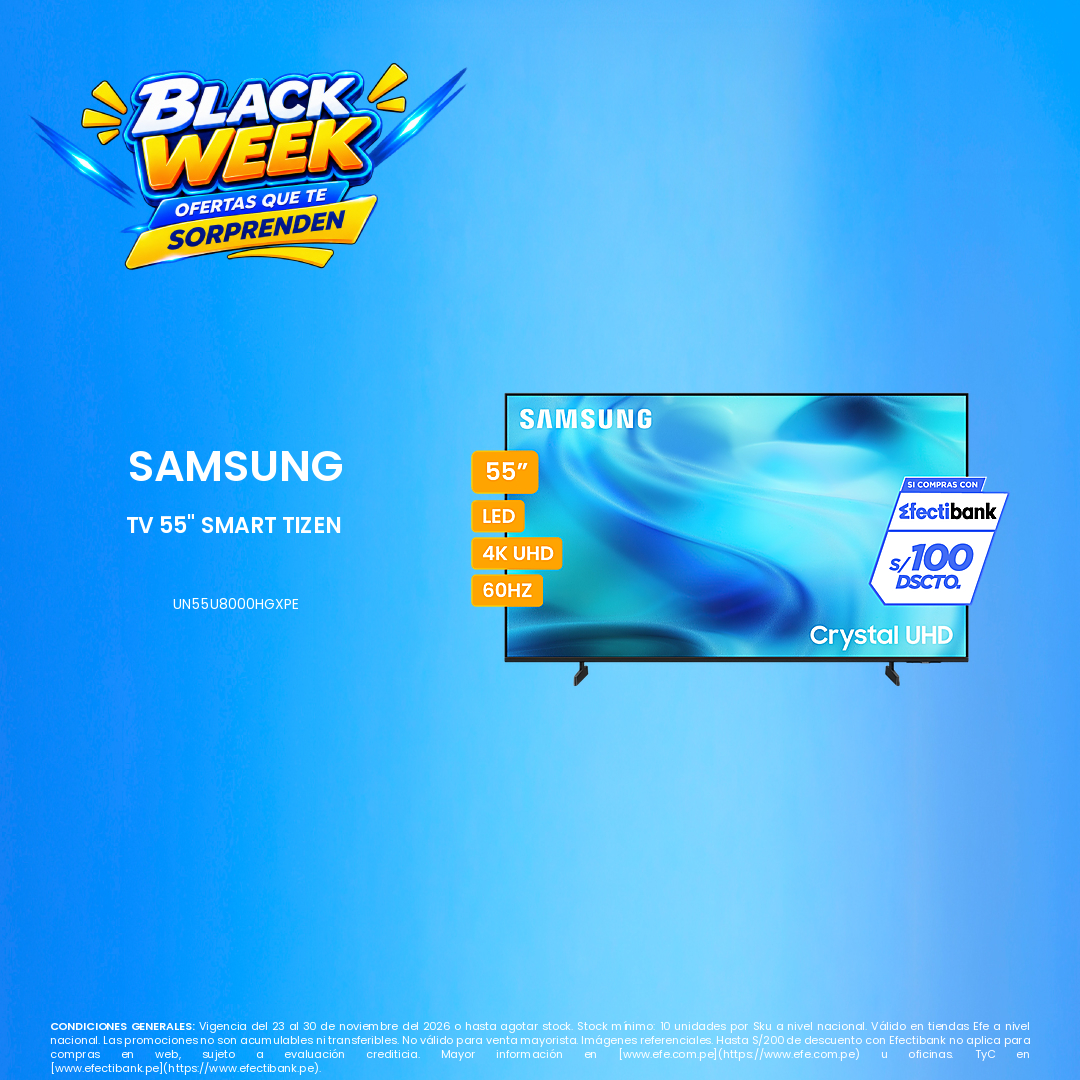 BLACK
WEEK
OFERTAS QUE TE
SORPRENDEN
SAMSUNG
TV 55" SMART TIZEN
UN55U8000HGXPE
SAMSUNG
55”
LED
4K UHD
60HZ
SI COMPRAS CON
Efectibank
S/100
DSCTO.
Crystal UHD
CONDICIONES GENERALES: Vigencia del 23 al 30 de noviembre del 2026 o hasta agotar stock. Stock mínimo: 10 unidades por Sku a nivel nacional. Válido en tiendas Efe a nivel
nacional. Las promociones no son acumulables ni transferibles. No válido para venta mayorista. Imágenes referenciales. Hasta S/200 de descuento con Efectibank no aplica para
compras en web, sujeto a evaluación crediticia. Mayor información en [www.efe.com.pe](https://www.efe.com.pe) u oficinas. TyC en
[www.efectibank.pe](https://www.efectibank.pe).